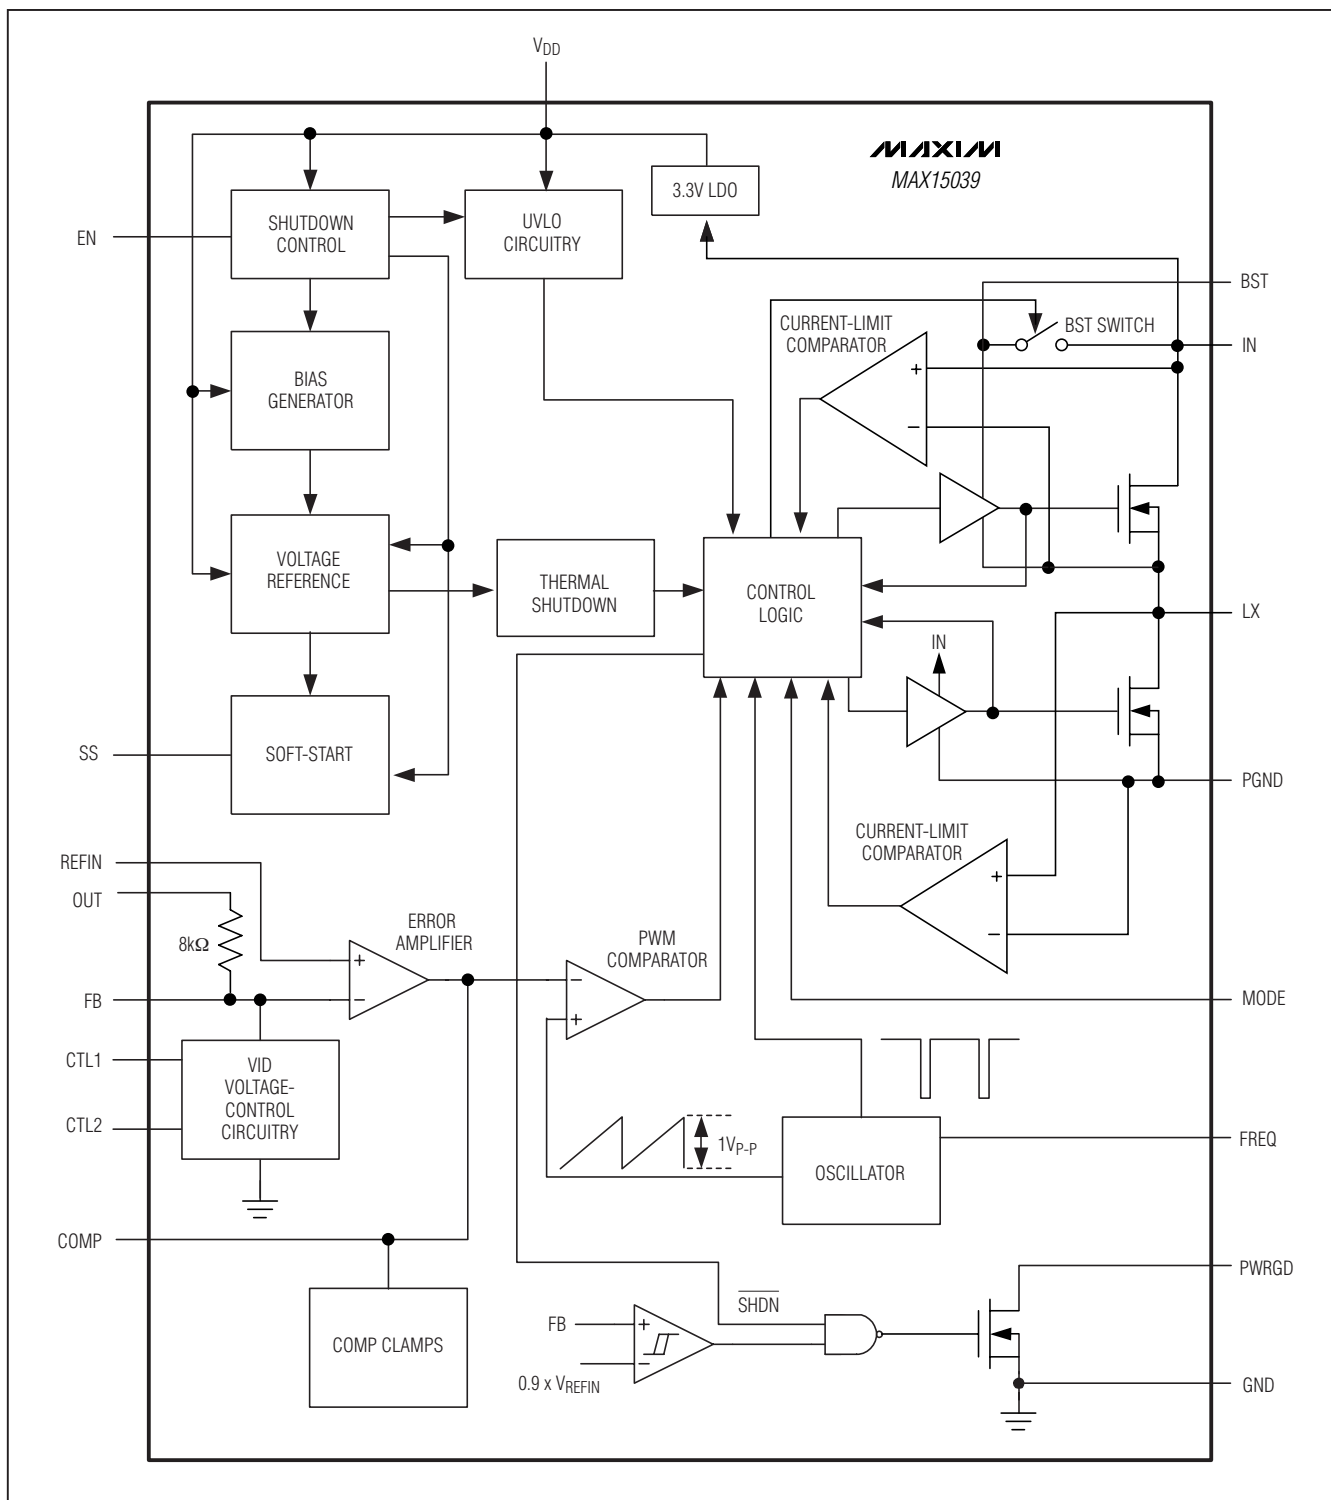 VDD
MAXIM
MAX15039
3.3V LDO
SHUTDOWN
CONTROL
UVLO
CIRCUITRY
EN
BST
CURRENT-LIMIT
COMPARATOR
BST SWITCH
IN
+
−
BIAS
GENERATOR
VOLTAGE
REFERENCE
THERMAL
SHUTDOWN
CONTROL
LOGIC
LX
IN
SOFT-START
SS
PGND
CURRENT-LIMIT
COMPARATOR
+
−
REFIN
OUT
8kΩ
ERROR
AMPLIFIER
+
−
PWM
COMPARATOR
−
+
FB
MODE
CTL1
CTL2
VID
VOLTAGE-
CONTROL
CIRCUITRY
1VP-P
OSCILLATOR
FREQ
COMP
COMP CLAMPS
PWRGD
SHDN
FB
+
−
0.9 x VREFIN
GND